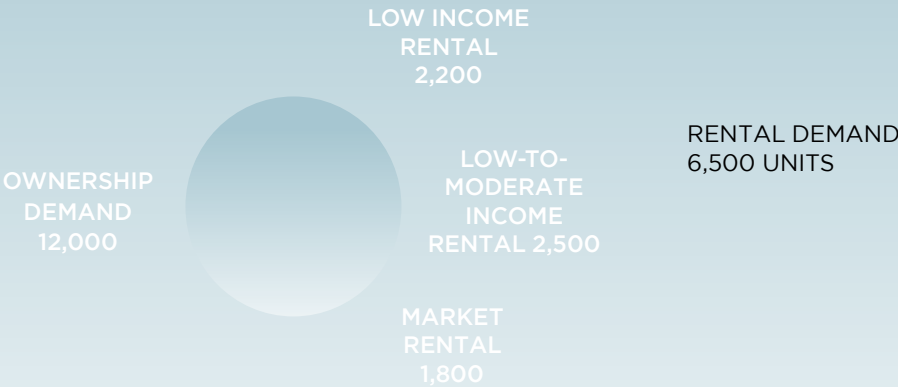 LOW INCOME
RENTAL
2,200
RENTAL DEMAND
6,500 UNITS
OWNERSHIP
DEMAND
12,000
LOW-TO-
MODERATE
INCOME
RENTAL 2,500
MARKET
RENTAL
1,800